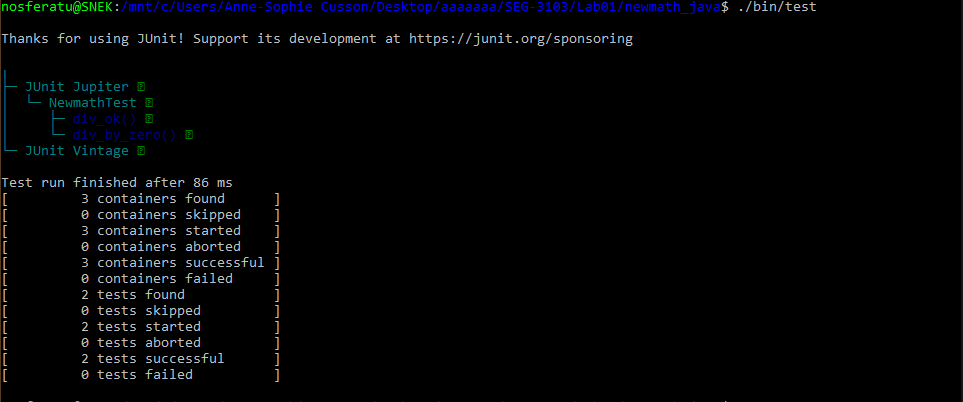 nosferatu@SNEK:/mnt/c/Users/Anne-Sophie Cusson/Desktop/aaaaaaa/SEG-3103/Lab01/newmath_java$ ./bin/test
Thanks for using JUnit! Support its development at https://junit.org/sponsoring
├─ JUnit Jupiter
│  └─ NewmathTest
│     ├─ div_ok()
│     └─ div_by_zero()
└─ JUnit Vintage
Test run finished after 86 ms
[         3 containers found      ]
[         0 containers skipped    ]
[         3 containers started    ]
[         0 containers aborted    ]
[         3 containers successful ]
[         0 containers failed     ]
[         2 tests found           ]
[         0 tests skipped         ]
[         2 tests started         ]
[         0 tests aborted         ]
[         2 tests successful      ]
[         0 tests failed          ]